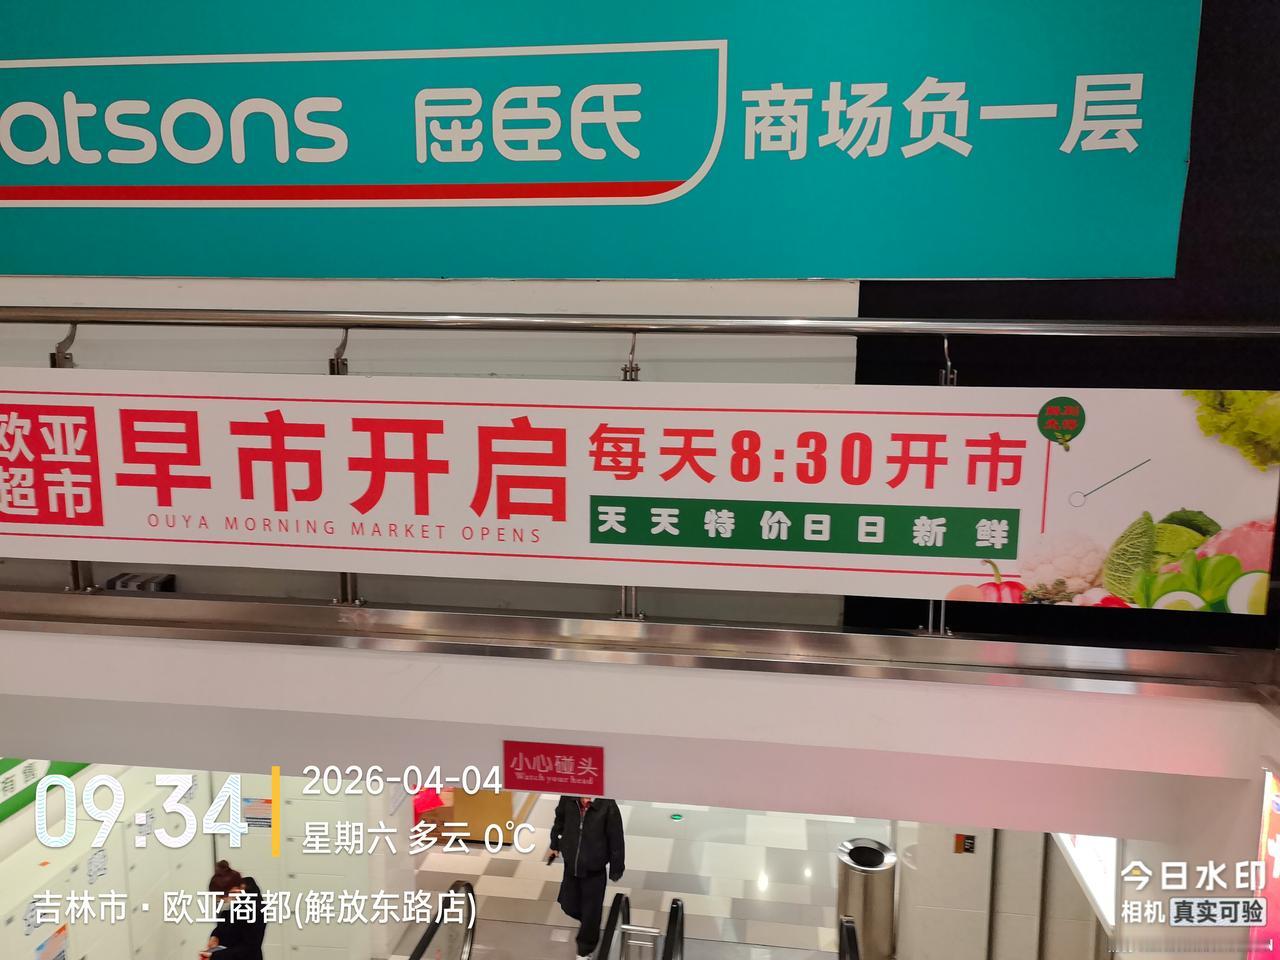 atsons 屈臣氏 商场负一层
欧亚
超市
早市开启
OUYA MORNING MARKET OPENS
每天8:30开市
天天特价日日新鲜
小心碰头
Watch your head
09:34
2026-04-04
星期六 多云 0℃
吉林市·欧亚商都(解放东路店)
今日水印
相机 真实可验